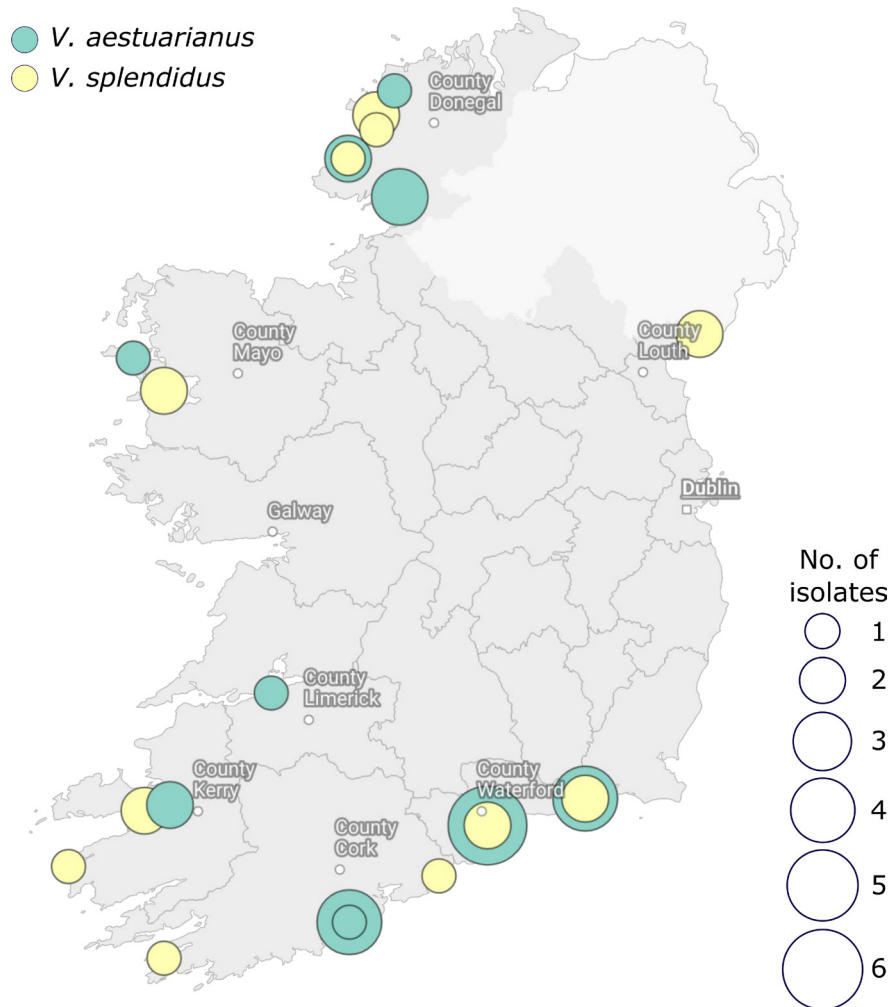 V. aestuarianus
V. splendidus
County
Donegal
County
Mayo
County
Louth
Galway
Dublin
County
Limerick
County
Kerry
County
Waterford
County
Cork
No. of
isolates
1
2
3
4
5
6